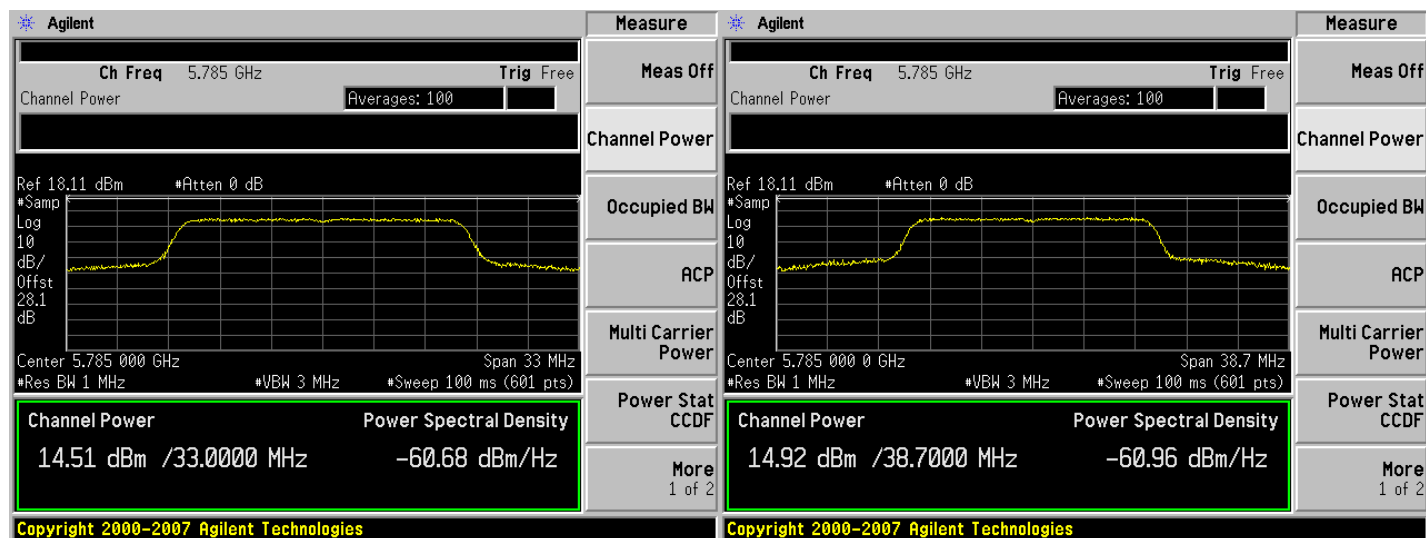 Agilent
Measure
Ch Freq 5.785 GHz
Trig Free
Channel Power
Averages: 100
Ref 18.11 dBm #Atten 0 dB
#Samp
Log
10
dB/
Offst
28.1
dB
Center 5.785 000 GHz
Span 33 MHz
#Res BW 1 MHz #VBW 3 MHz #Sweep 100 ms (601 pts)
Channel Power
Power Spectral Density
14.51 dBm /33.0000 MHz
-60.68 dBm/Hz
Meas Off
Channel Power
Occupied BW
ACP
Multi Carrier
Power
Power Stat
CCDF
More
1 of 2
Copyright 2000-2007 Agilent Technologies
Agilent
Measure
Ch Freq 5.785 GHz
Trig Free
Channel Power
Averages: 100
Ref 18.11 dBm #Atten 0 dB
#Samp
Log
10
dB/
Offst
28.1
dB
Center 5.785 000 0 GHz
Span 38.7 MHz
#Res BW 1 MHz #VBW 3 MHz #Sweep 100 ms (601 pts)
Channel Power
Power Spectral Density
14.92 dBm /38.7000 MHz
-60.96 dBm/Hz
Meas Off
Channel Power
Occupied BW
ACP
Multi Carrier
Power
Power Stat
CCDF
More
1 of 2
Copyright 2000-2007 Agilent Technologies